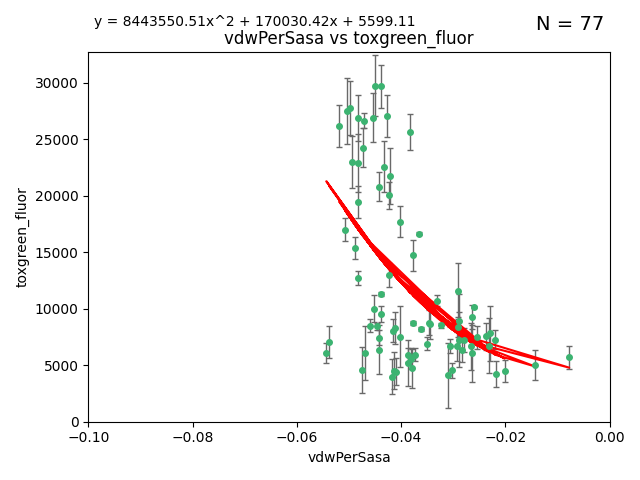 y = 8443550.51x^2 + 170030.42x + 5599.11
N = 77
vdwPerSasa vs toxgreen_fluor
30000
25000
20000
15000
10000
5000
0
toxgreen_fluor
−0.10
−0.08
−0.06
−0.04
−0.02
0.00
vdwPerSasa